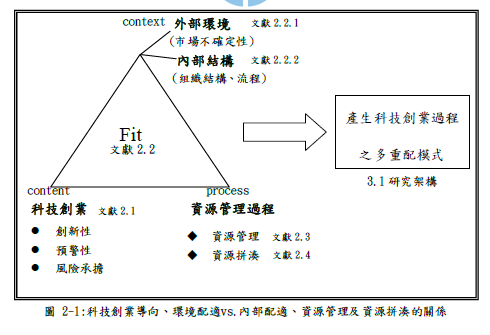 context 外部環境 文獻 2.2.1
(市場不確定性)
內部結構 文獻 2.2.2
(組織結構、流程)
Fit
文獻 2.2
產生科技創業過程
之多重配模式
3.1 研究架構
content
process
科技創業 文獻 2.1
創新性
預警性
風險承擔
資源管理過程
資源管理 文獻 2.3
資源拼湊 文獻 2.4
圖 2-1:科技創業導向、環境配適vs.內部配適、資源管理及資源拼湊的關係